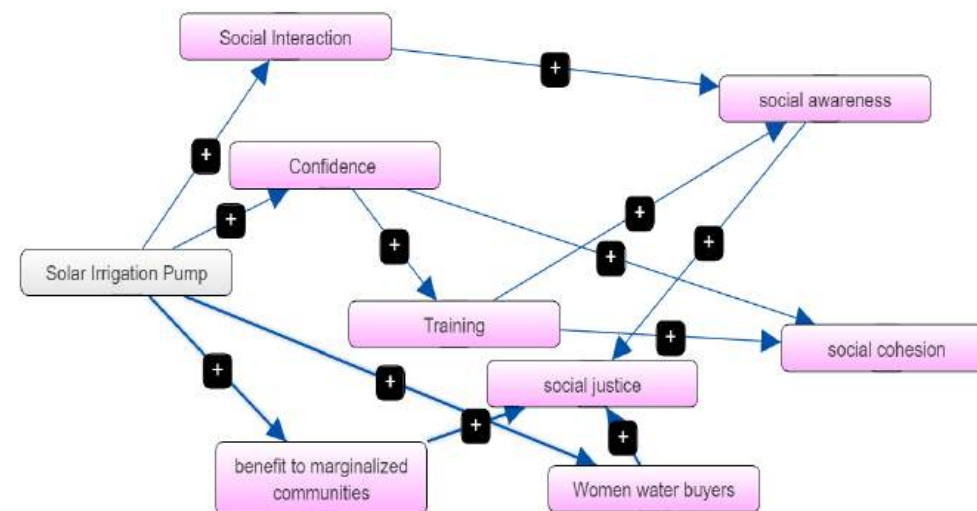 Social Interaction
+
social awareness
+
Confidence
+
+
+
+
+
Solar Irrigation Pump
Training
+
social cohesion
+
+
social justice
+
benefit to marginalized
communities
+
Women water buyers